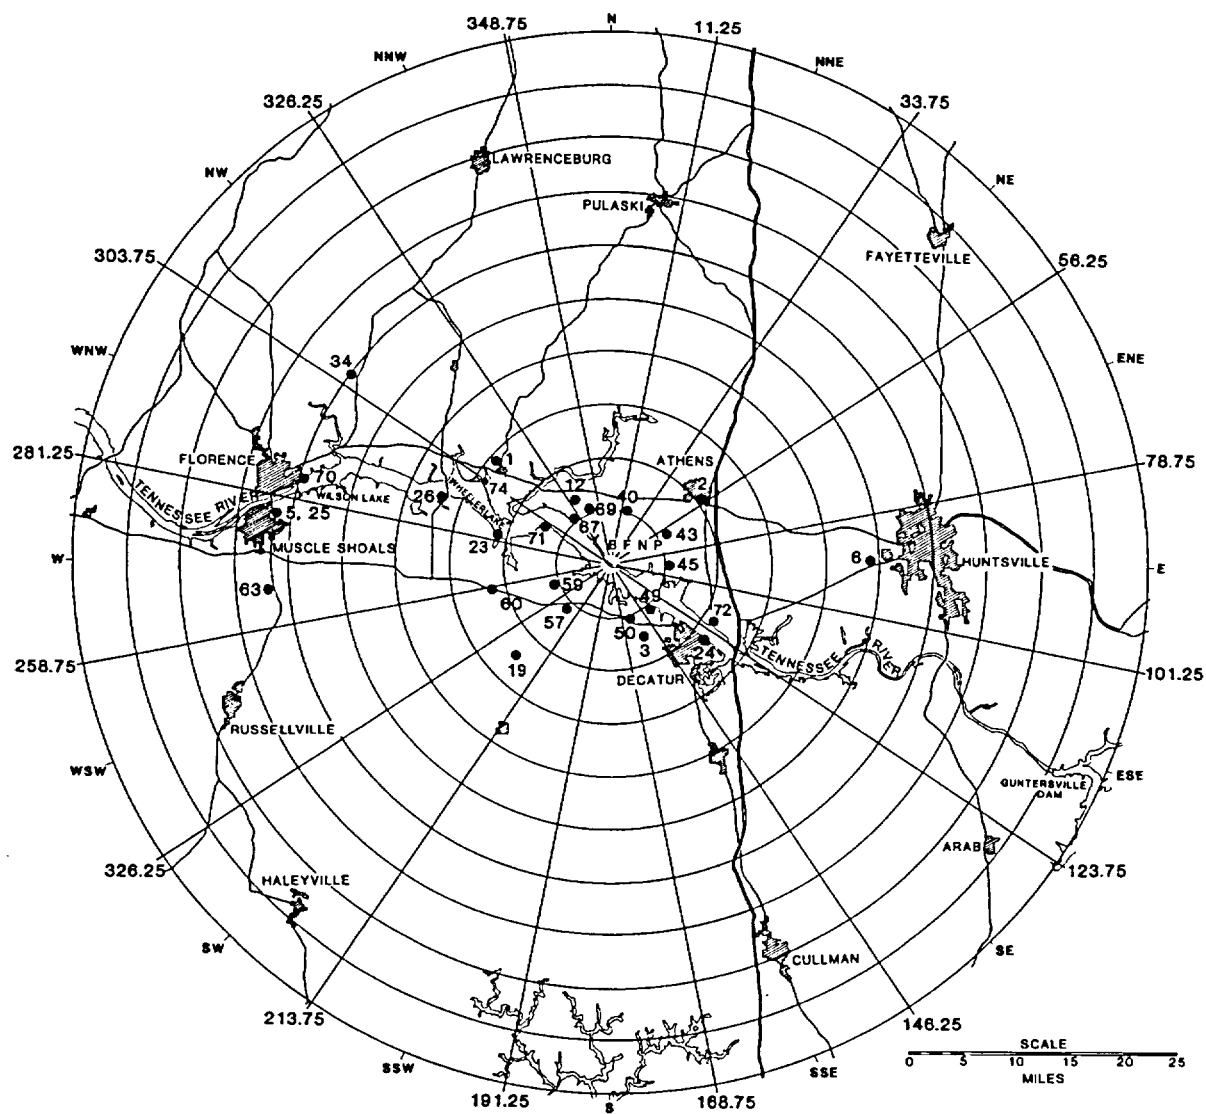 N
348.75
11.25
NNW
NNE
326.25
33.75
LAWRENCEBURG
NW
NE
PULASKI
FAYETTEVILLE
303.75
56.25
WNW
ENE
34
281.25
FLORENCE
ATHENS
78.75
1
70
74
2
TENNESSEE RIVER
WILSON LAKE
26
WHEELER LAKE
12
40
69
5, 25
67
MUSCLE SHOALS
23
71
BFNP
43
W
6
HUNTSVILLE
E
45
63
60
59
49
57
72
50
3
24
TENNESSEE RIVER
258.75
19
DECATUR
101.25
RUSSELLVILLE
WSW
ESE
GUNTERSVILLE
DAM
ARAB
326.25
123.75
HALEYVILLE
SW
SE
CULLMAN
213.75
146.25
SCALE
0 5 10 15 20 25
MILES
SSW
SSE
191.25
168.75
S